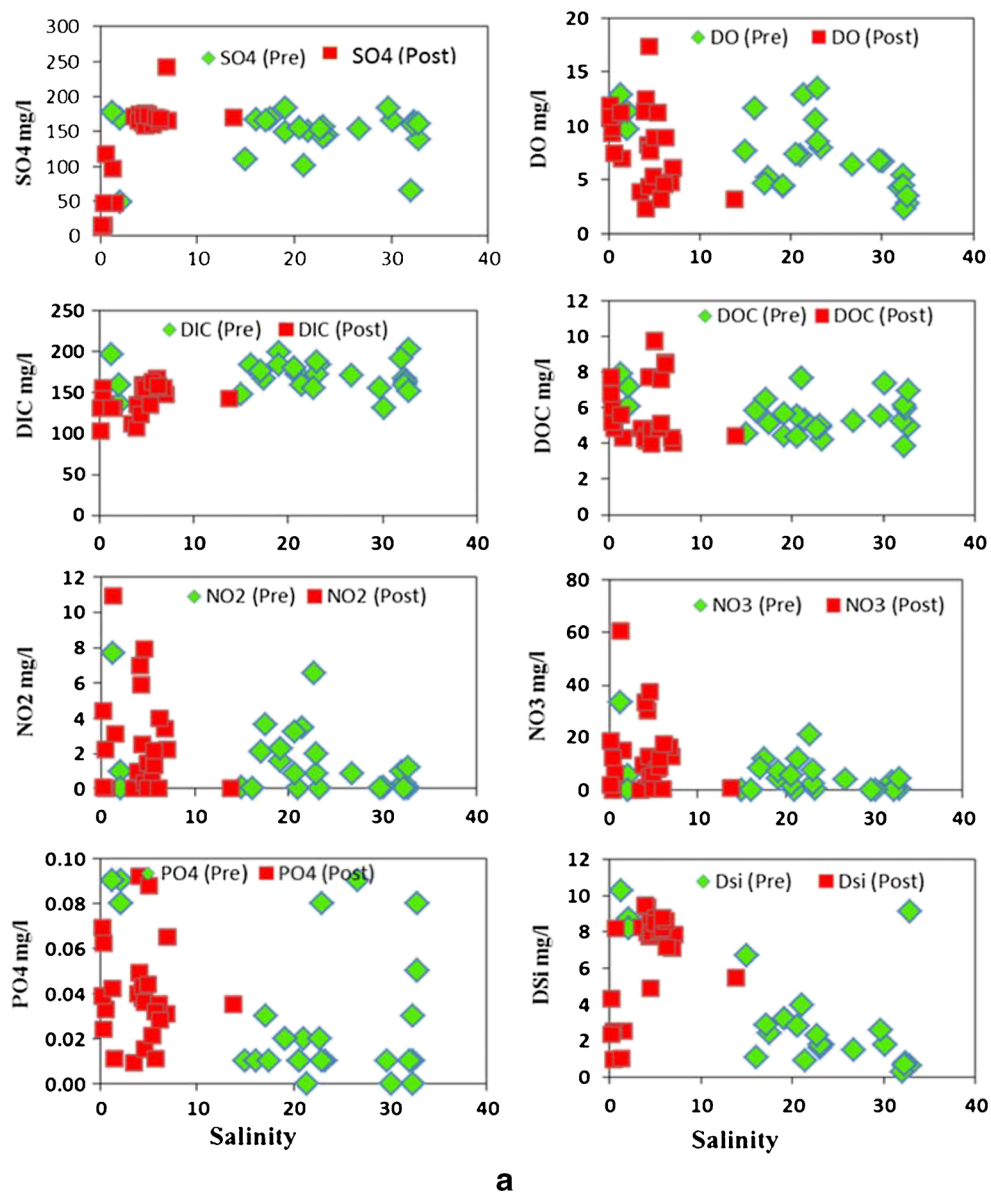 SO4 (Pre) SO4 (Post)
SO4 mg/l
300
250
200
150
100
50
0
0 10 20 30 40
DO (Pre) DO (Post)
DO mg/l
20
15
10
5
0
0 10 20 30 40
DIC (Pre) DIC (Post)
DIC mg/l
250
200
150
100
50
0
0 10 20 30 40
DOC (Pre) DOC (Post)
DOC mg/l
12
10
8
6
4
2
0
0 10 20 30 40
NO2 (Pre) NO2 (Post)
NO2 mg/l
12
10
8
6
4
2
0
0 10 20 30 40
NO3 (Pre) NO3 (Post)
NO3 mg/l
80
60
40
20
0
0 10 20 30 40
PO4 (Pre) PO4 (Post)
PO4 mg/l
0.10
0.08
0.06
0.04
0.02
0.00
0 10 20 30 40
Salinity
Dsi (Pre) Dsi (Post)
DSi mg/l
12
10
8
6
4
2
0
0 10 20 30 40
Salinity
a